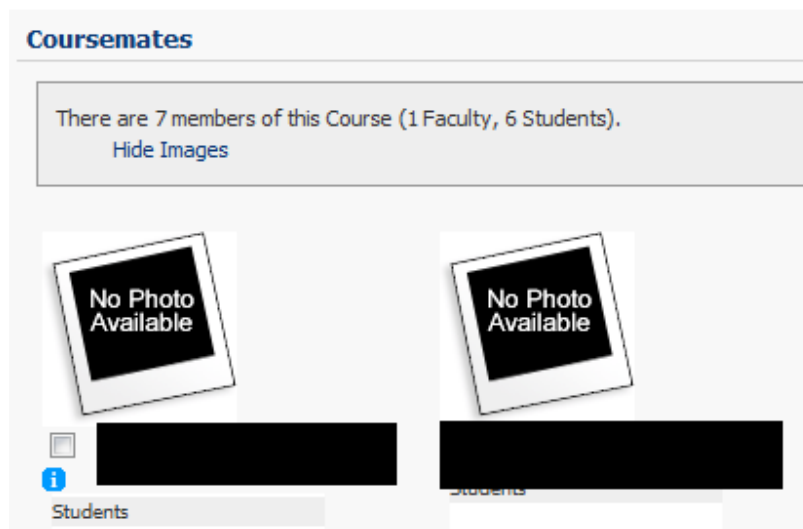 Coursemates
There are 7 members of this Course (1 Faculty, 6 Students).
Hide Images
No Photo
Available
No Photo
Available
i
Students
Students